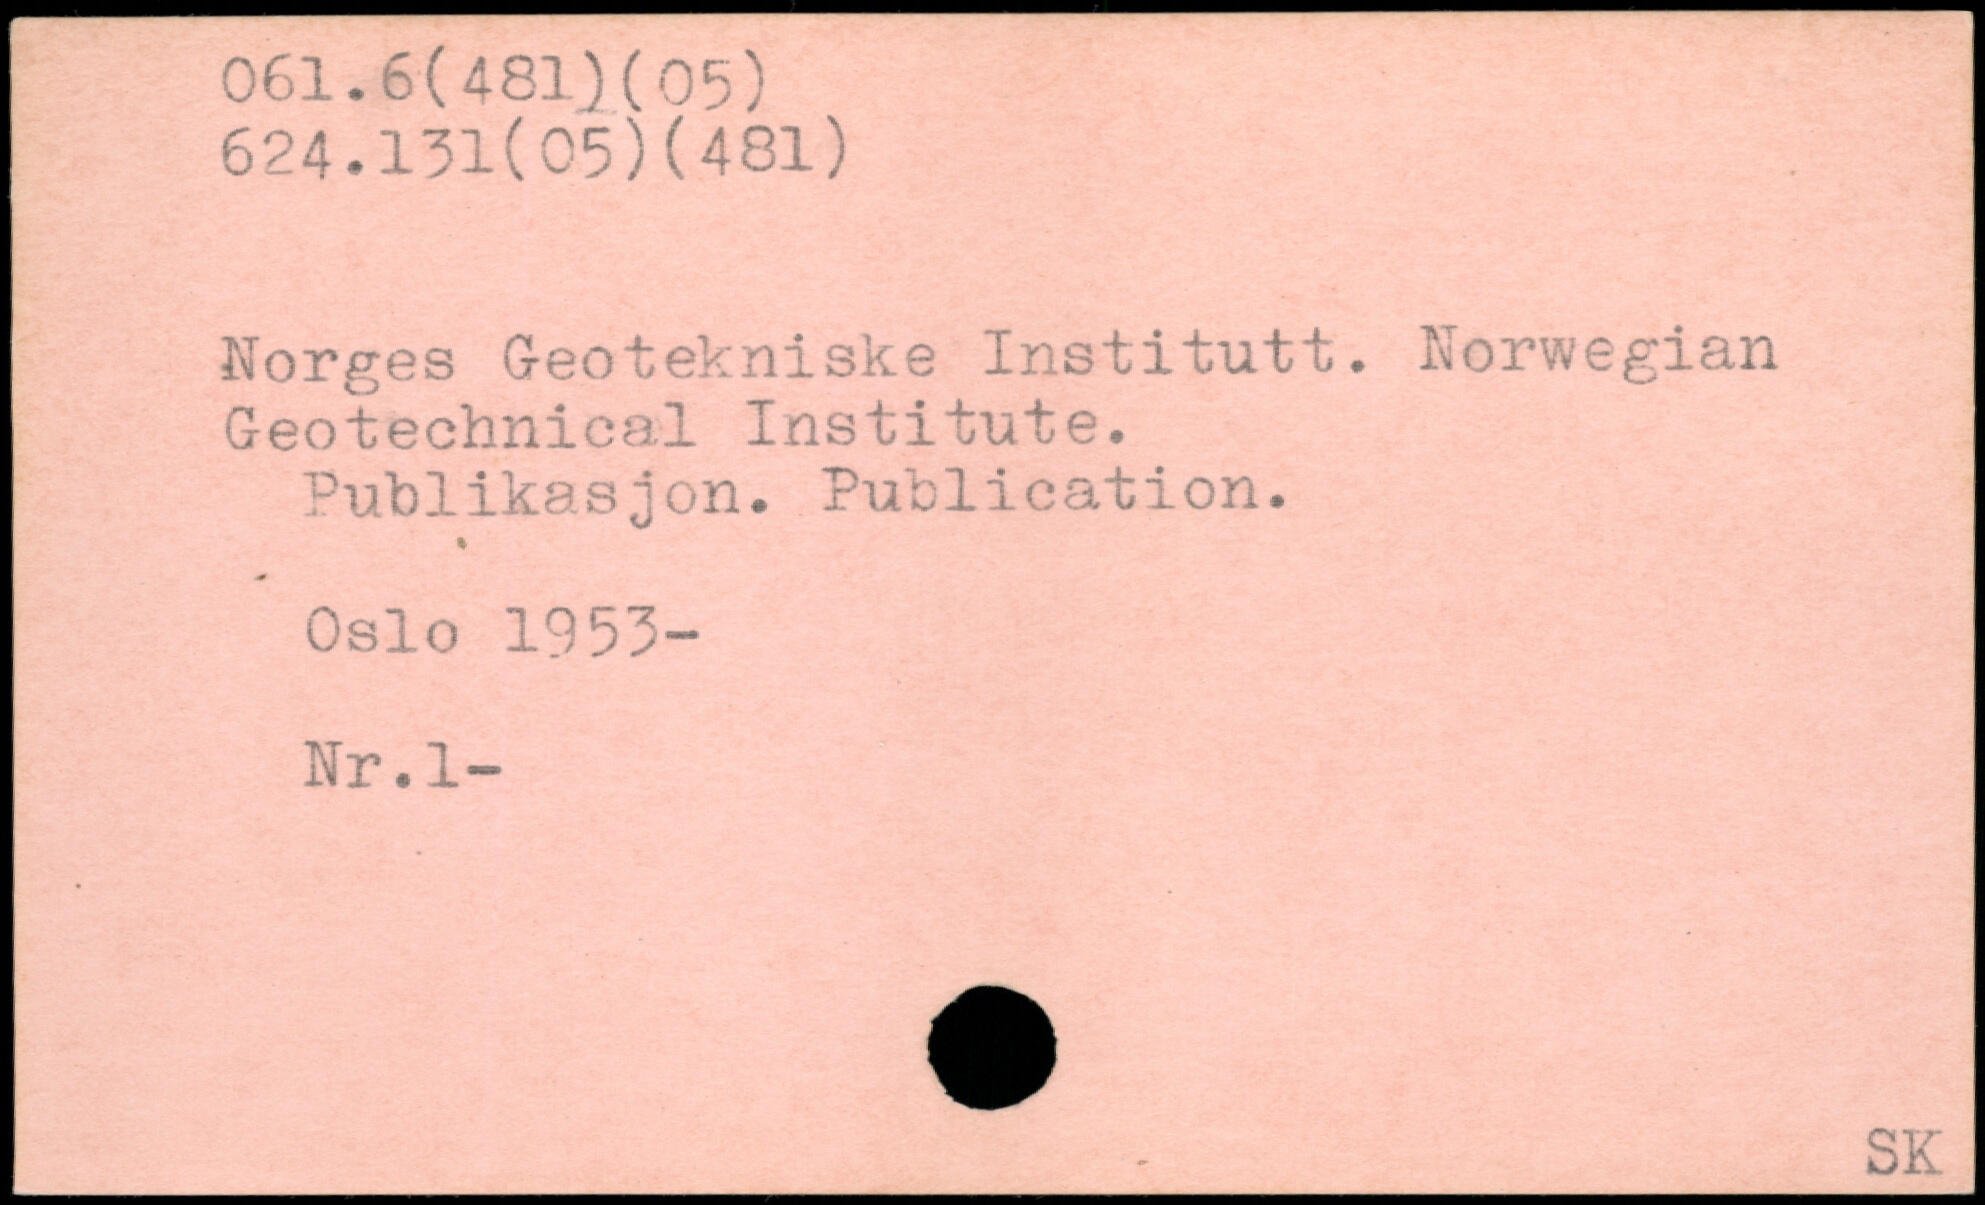 061.6(481)(05)
624.131(05)(481)
Norges Geotekniske Institutt. Norwegian
Geotechnical Institute.
Publikasjon. Publication.
Oslo 1953-
Nr.1-
SK